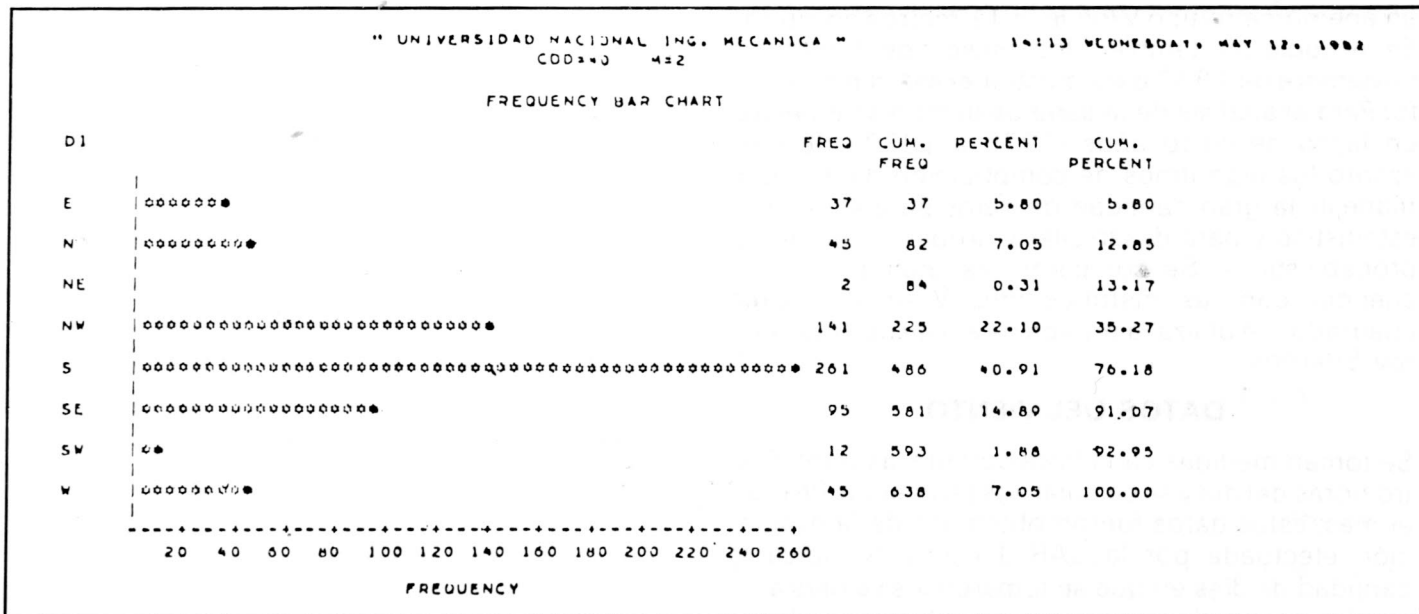 " UNIVERSIDAD NACIONAL ING. MECANICA " 14:13 WEDNESDAY, MAY 12, 1982
COD=40 M=2
FREQUENCY BAR CHART
D1 FREQ CUM. PERCENT CUM.
FREQ PERCENT
E 37 37 5.80 5.80
N 45 82 7.05 12.85
NE 2 84 0.31 13.17
NW 141 225 22.10 35.27
S 261 486 40.91 76.18
SE 95 581 14.89 91.07
SW 12 593 1.88 92.95
W 45 638 7.05 100.00
20 40 60 80 100 120 140 160 180 200 220 240 260
FREQUENCY